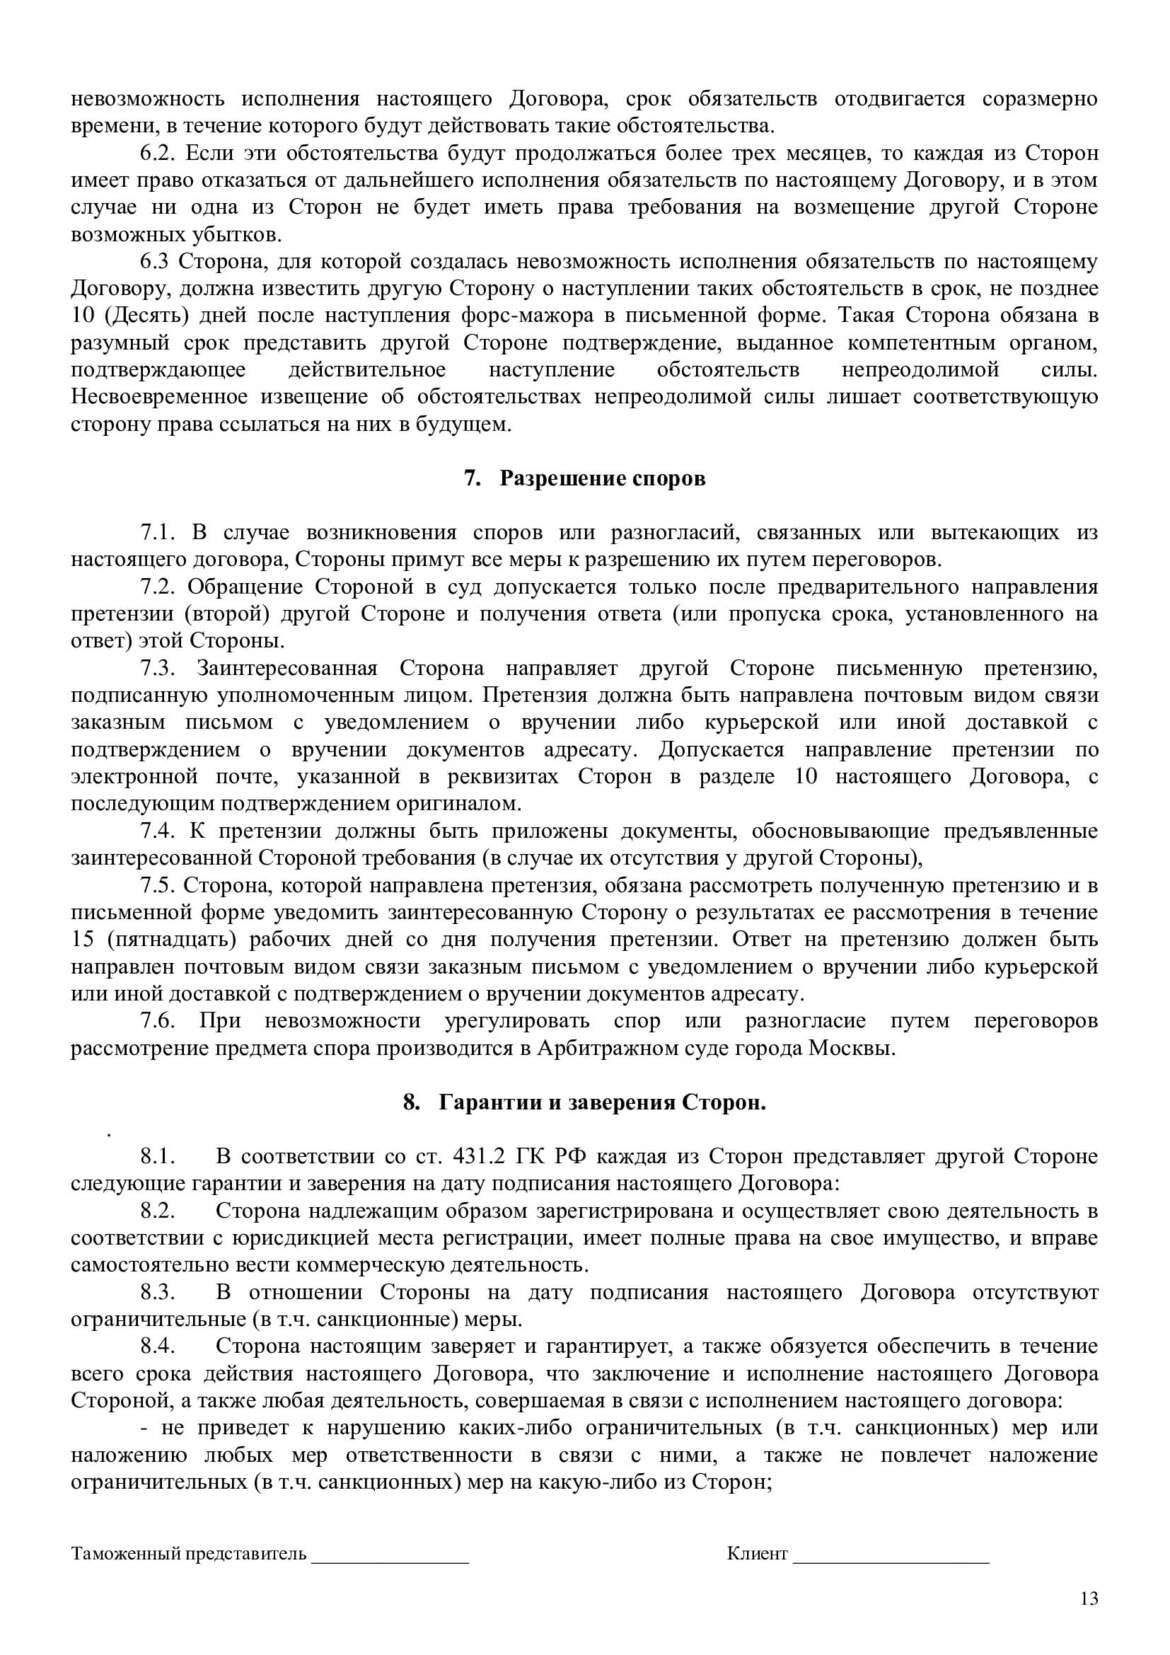 невозможность исполнения настоящего Договора, срок обязательств отодвигается соразмерно
времени, в течение которого будут действовать такие обстоятельства.
6.2. Если эти обстоятельства будут продолжаться более трех месяцев, то каждая из Сторон
имеет право отказаться от дальнейшего исполнения обязательств по настоящему Договору, и в этом
случае ни одна из Сторон не будет иметь права требования на возмещение другой Стороне
возможных убытков.
6.3 Сторона, для которой создалась невозможность исполнения обязательств по настоящему
Договору, должна известить другую Сторону о наступлении таких обстоятельств в срок, не позднее
10 (Десять) дней после наступления форс-мажора в письменной форме. Такая Сторона обязана в
разумный срок представить другой Стороне подтверждение, выданное компетентным органом,
подтверждающее действительное наступление обстоятельств непреодолимой силы.
Несвоевременное извещение об обстоятельствах непреодолимой силы лишает соответствующую
сторону права ссылаться на них в будущем.
7. Разрешение споров
7.1. В случае возникновения споров или разногласий, связанных или вытекающих из
настоящего договора, Стороны примут все меры к разрешению их путем переговоров.
7.2. Обращение Стороной в суд допускается только после предварительного направления
претензии (второй) другой Стороне и получения ответа (или пропуска срока, установленного на
ответ) этой Стороны.
7.3. Заинтересованная Сторона направляет другой Стороне письменную претензию,
подписанную уполномоченным лицом. Претензия должна быть направлена почтовым видом связи
заказным письмом с уведомлением о вручении либо курьерской или иной доставкой с
подтверждением о вручении документов адресату. Допускается направление претензии по
электронной почте, указанной в реквизитах Сторон в разделе 10 настоящего Договора, с
последующим подтверждением оригиналом.
7.4. К претензии должны быть приложены документы, обосновывающие предъявленные
заинтересованной Стороной требования (в случае их отсутствия у другой Стороны),
7.5. Сторона, которой направлена претензия, обязана рассмотреть полученную претензию и в
письменной форме уведомить заинтересованную Сторону о результатах ее рассмотрения в течение
15 (пятнадцать) рабочих дней со дня получения претензии. Ответ на претензию должен быть
направлен почтовым видом связи заказным письмом с уведомлением о вручении либо курьерской
или иной доставкой с подтверждением о вручении документов адресату.
7.6. При невозможности урегулировать спор или разногласие путем переговоров
рассмотрение предмета спора производится в Арбитражном суде города Москвы.
8. Гарантии и заверения Сторон.
.
8.1. В соответствии со ст. 431.2 ГК РФ каждая из Сторон представляет другой Стороне
следующие гарантии и заверения на дату подписания настоящего Договора:
8.2. Сторона надлежащим образом зарегистрирована и осуществляет свою деятельность в
соответствии с юрисдикцией места регистрации, имеет полные права на свое имущество, и вправе
самостоятельно вести коммерческую деятельность.
8.3. В отношении Стороны на дату подписания настоящего Договора отсутствуют
ограничительные (в т.ч. санкционные) меры.
8.4. Сторона настоящим заверяет и гарантирует, а также обязуется обеспечить в течение
всего срока действия настоящего Договора, что заключение и исполнение настоящего Договора
Стороной, а также любая деятельность, совершаемая в связи с исполнением настоящего договора:
- не приведет к нарушению каких-либо ограничительных (в т.ч. санкционных) мер или
наложению любых мер ответственности в связи с ними, а также не повлечет наложение
ограничительных (в т.ч. санкционных) мер на какую-либо из Сторон;
Таможенный представитель ________________ Клиент ____________________
13